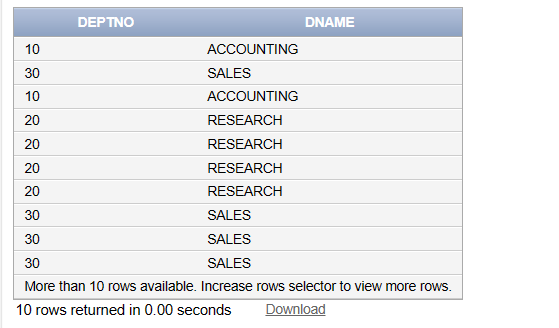 DEPTNO DNAME
10 ACCOUNTING
30 SALES
10 ACCOUNTING
20 RESEARCH
20 RESEARCH
20 RESEARCH
20 RESEARCH
30 SALES
30 SALES
30 SALES
More than 10 rows available. Increase rows selector to view more rows.
10 rows returned in 0.00 seconds Download